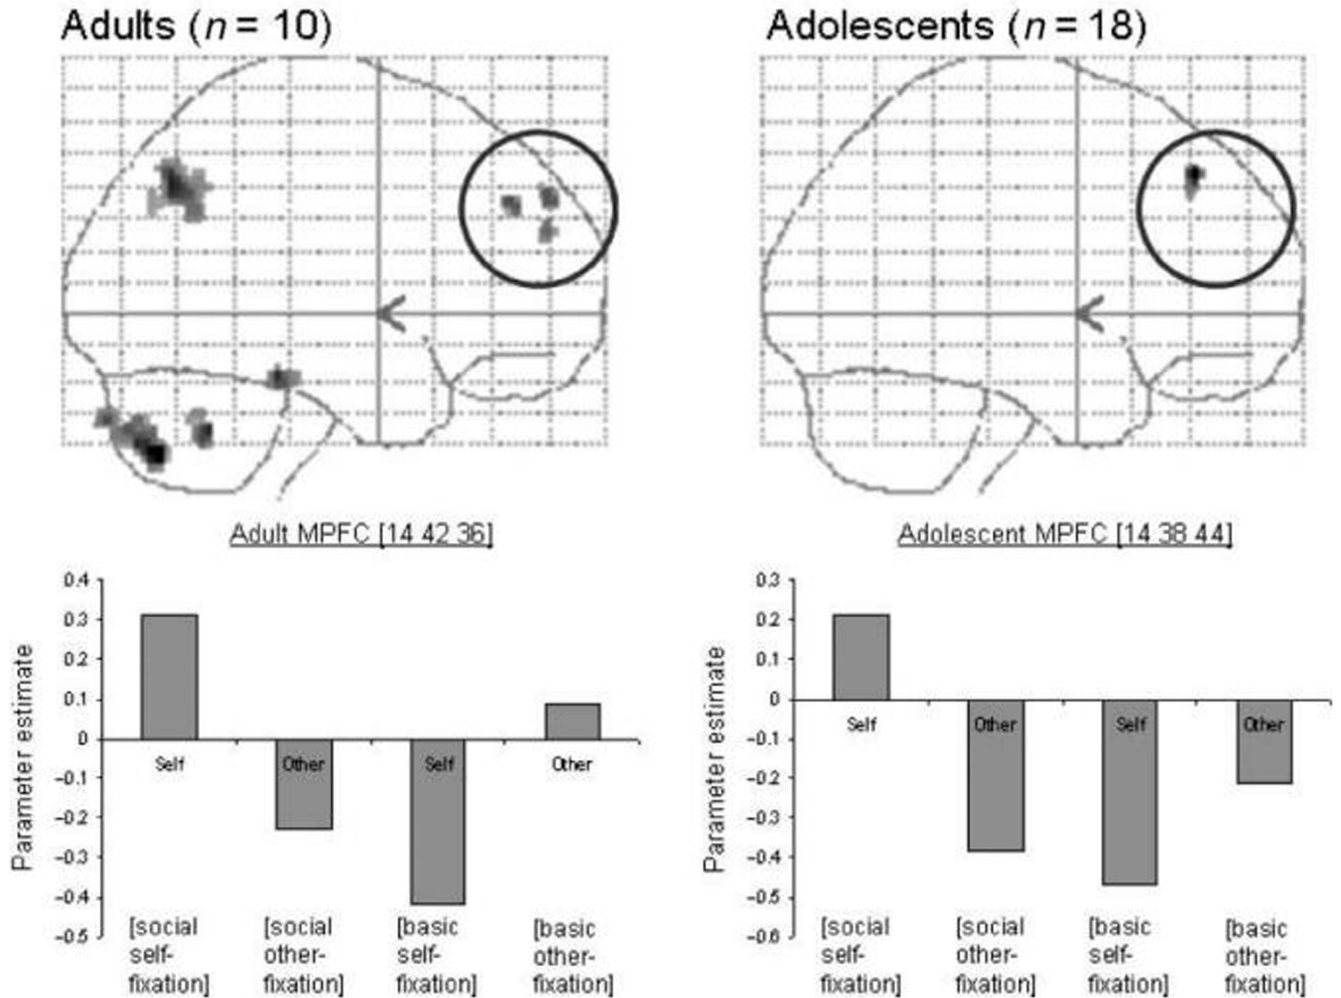 Adults (n = 10)
Adolescents (n = 18)
Adult MPFC [14 42 36]
Parameter estimate
0.4
0.3
0.2
0.1
0
–0.1
–0.2
–0.3
–0.4
–0.5
Self
Other
Self
Other
[social
self-
fixation]
[social
other-
fixation]
[basic
self-
fixation]
[basic
other-
fixation]
Adolescent MPFC [14 38 44]
Parameter estimate
0.3
0.2
0.1
0
–0.1
–0.2
–0.3
–0.4
–0.5
–0.6
Self
Other
Self
Other
[social
self-
fixation]
[social
other-
fixation]
[basic
self-
fixation]
[basic
other-
fixation]